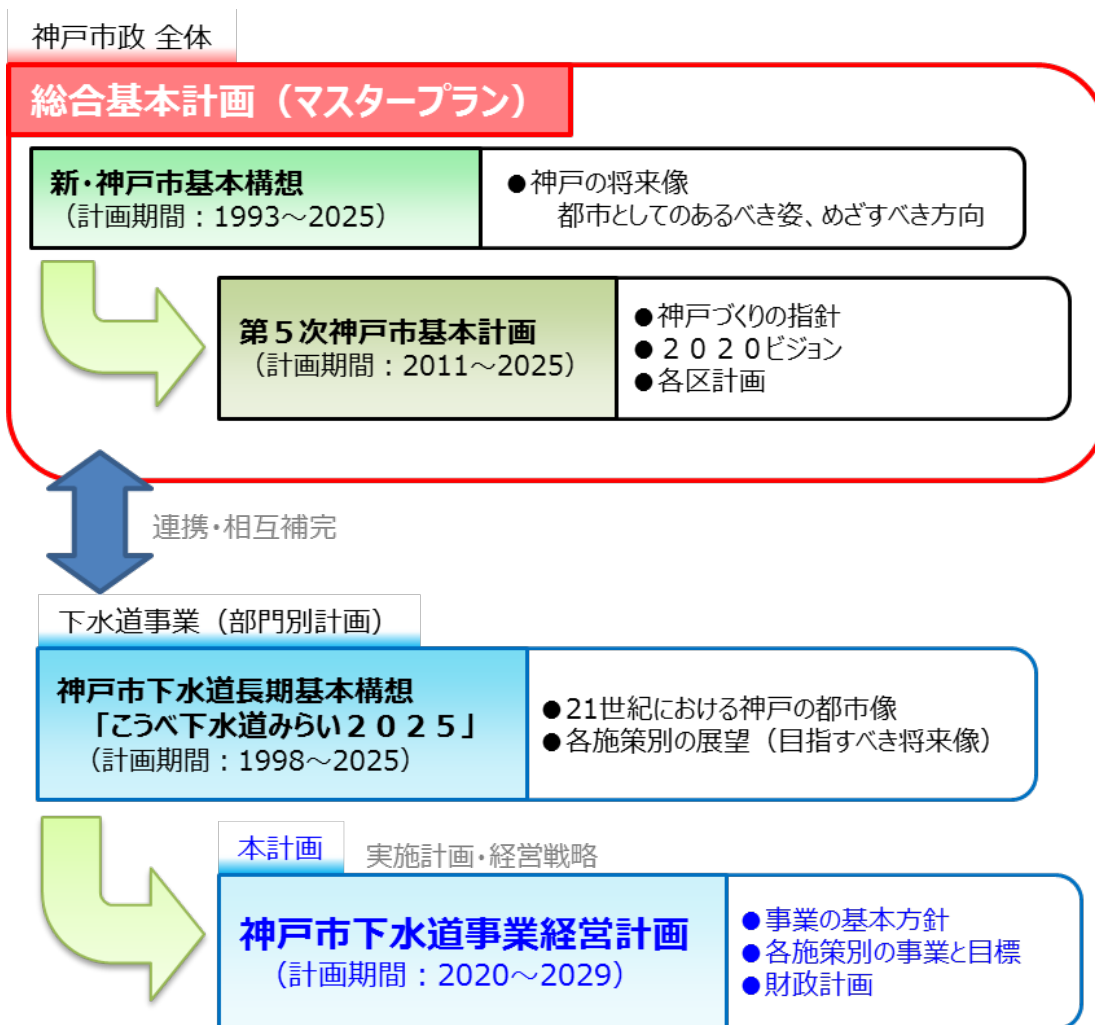 神戸市政 全体
総合基本計画（マスタープラン）
新・神戸市基本構想
（計画期間：1993～2025）
●神戸の将来像
都市としてのあるべき姿、めざすべき方向
第５次神戸市基本計画
（計画期間：2011～2025）
●神戸づくりの指針
●２０２０ビジョン
●各区計画
連携・相互補完
下水道事業（部門別計画）
神戸市下水道長期基本構想
「こうべ下水道みらい２０２５」
（計画期間：1998～2025）
●21世紀における神戸の都市像
●各施策別の展望（目指すべき将来像）
本計画
実施計画・経営戦略
神戸市下水道事業経営計画
（計画期間：2020～2029）
●事業の基本方針
●各施策別の事業と目標
●財政計画